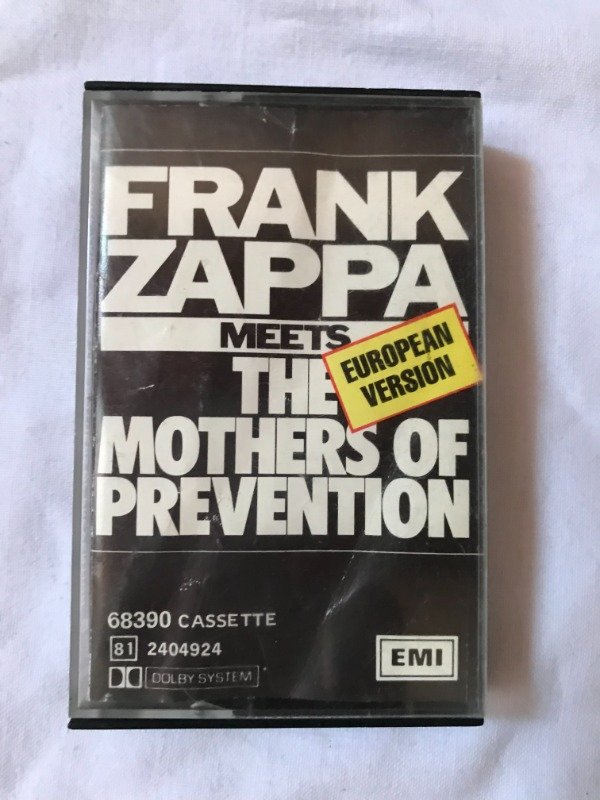 FRANK
ZAPPA
MEETS
EUROPEAN
VERSION
THE
MOTHERS OF
PREVENTION
68390 CASSETTE
81 2404924
DOLBY SYSTEM
EMI